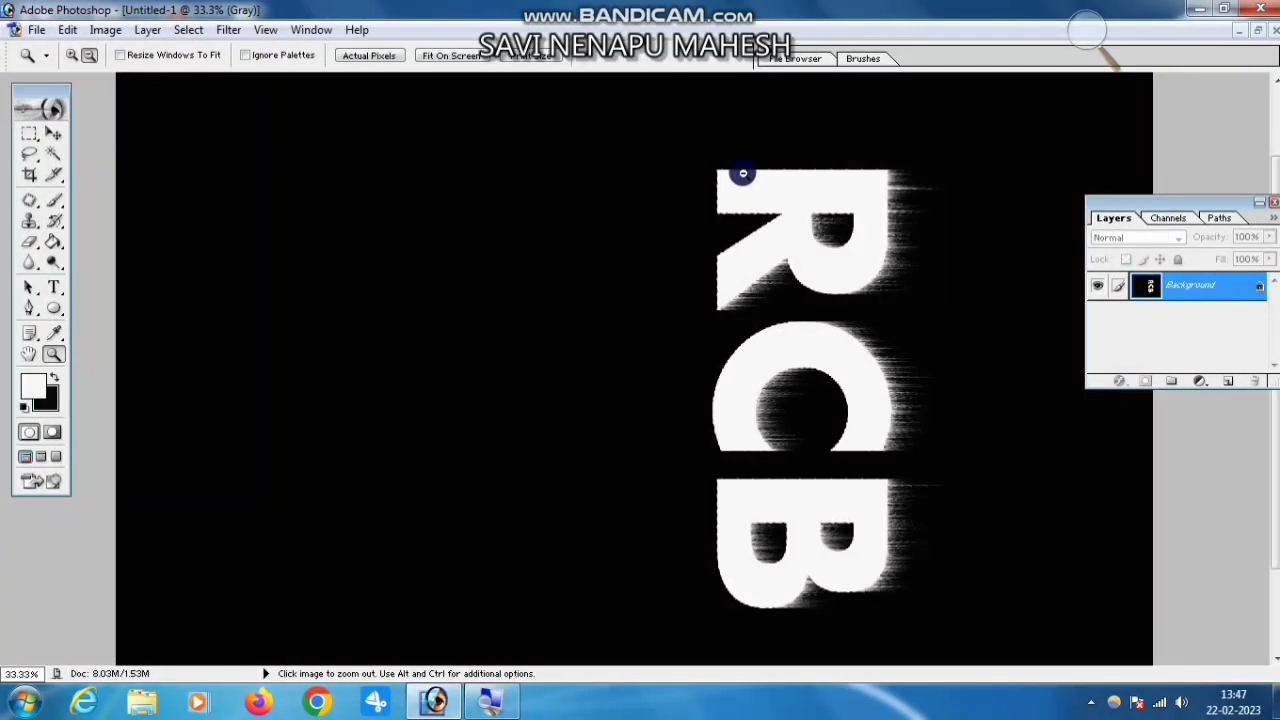 Adobe Photoshop - [Untitled-1 @ 33.3% (Gray)]
www.BANDICAM.com
File Edit Image Layer Select Filter View Window Help
SAVI NENAPU MAHESH
Resize Windows To Fit Ignore Palettes Actual Pixels Fit On Screen Print Size File Browser Brushes
RCB
Layers Channels Paths
Normal Opacity:
Lock: Fill: 100%
Background
33.33% Doc: 8.03M/1.53M Click image to zoom out. Use Alt and Ctrl for additional options.
13:47
22-02-2023